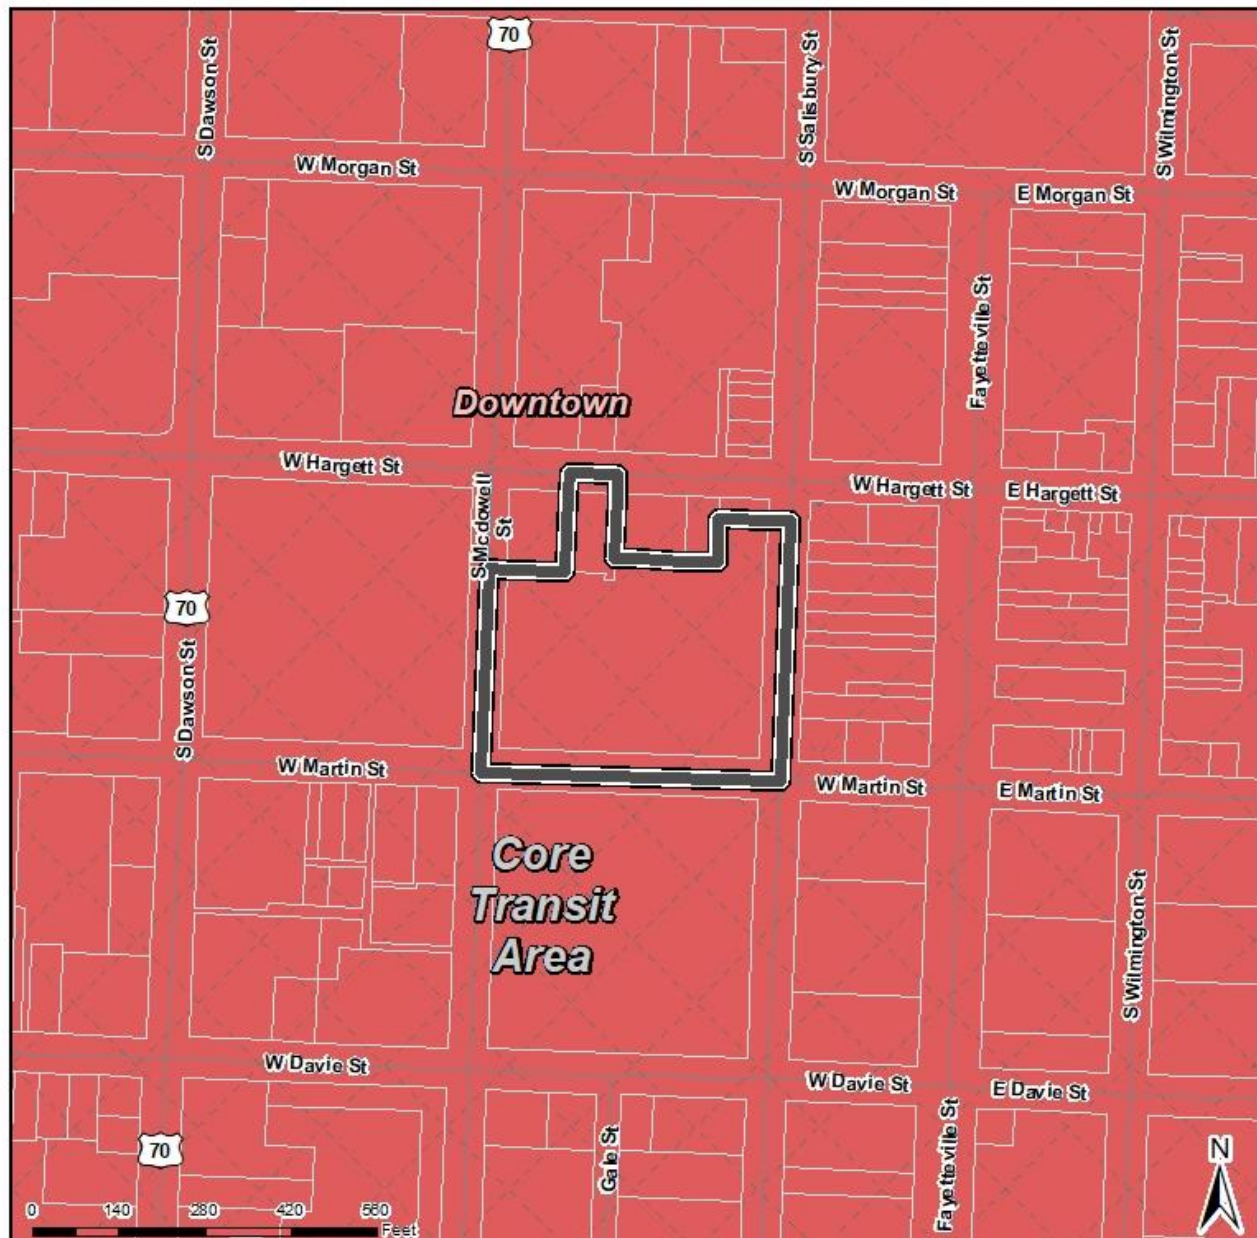 70
S Dawson St
S Salisbury St
S Wilmington St
W Morgan St
W Morgan St
E Morgan St
Fayetteville St
Downtown
W Hargett St
W Hargett St
E Hargett St
S Mcdowell
St
70
S Dawson St
W Martin St
W Martin St
E Martin St
Core
Transit
Area
S Wilmington St
W Davie St
W Davie St
E Davie St
Gale St
Fayetteville St
70
N
0 140 280 420 560
Feet